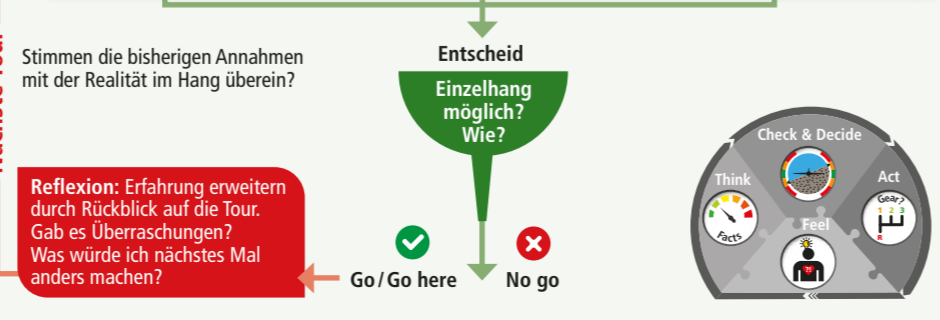 Stimmen die bisherigen Annahmen
mit der Realität im Hang überein?
Entscheid
Einzelhang
möglich?
Wie?
Reflexion: Erfahrung erweitern
durch Rückblick auf die Tour.
Gab es Überraschungen?
Was würde ich nächstes Mal
anders machen?
Go/Go here
No go
Check & Decide
Think
Facts
Feel
?!
Act
Gear?
1 2 3
R